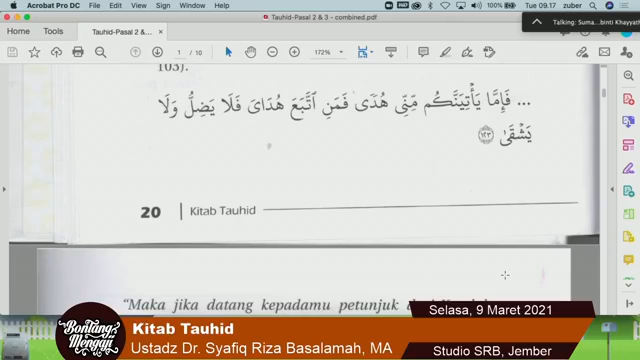 Acrobat Pro DC File Edit View Sign Window Help
zuber Tue 09.17
Talking: Suma...binti Khayyath
Tauhid-Pasal 2 & 3 - combined.pdf
Home Tools Tauhid-Pasal 2 &... ×
1 / 10 172%
103).
... فَإِمَّا يَأْتِيَنَّكُم مِّنِّي هُدًى فَمَنِ ٱتَّبَعَ هُدَايَ فَلَا يَضِلُّ وَلَا
يَشْقَىٰ ١٢٣
20 | Kitab Tauhid
"Maka jika datang kepadamu petunjuk
Selasa, 9 Maret 2021
Bontang Mengaji
Kitab Tauhid
Ustadz Dr. Syafiq Riza Basalamah, MA
Studio SRB, Jember